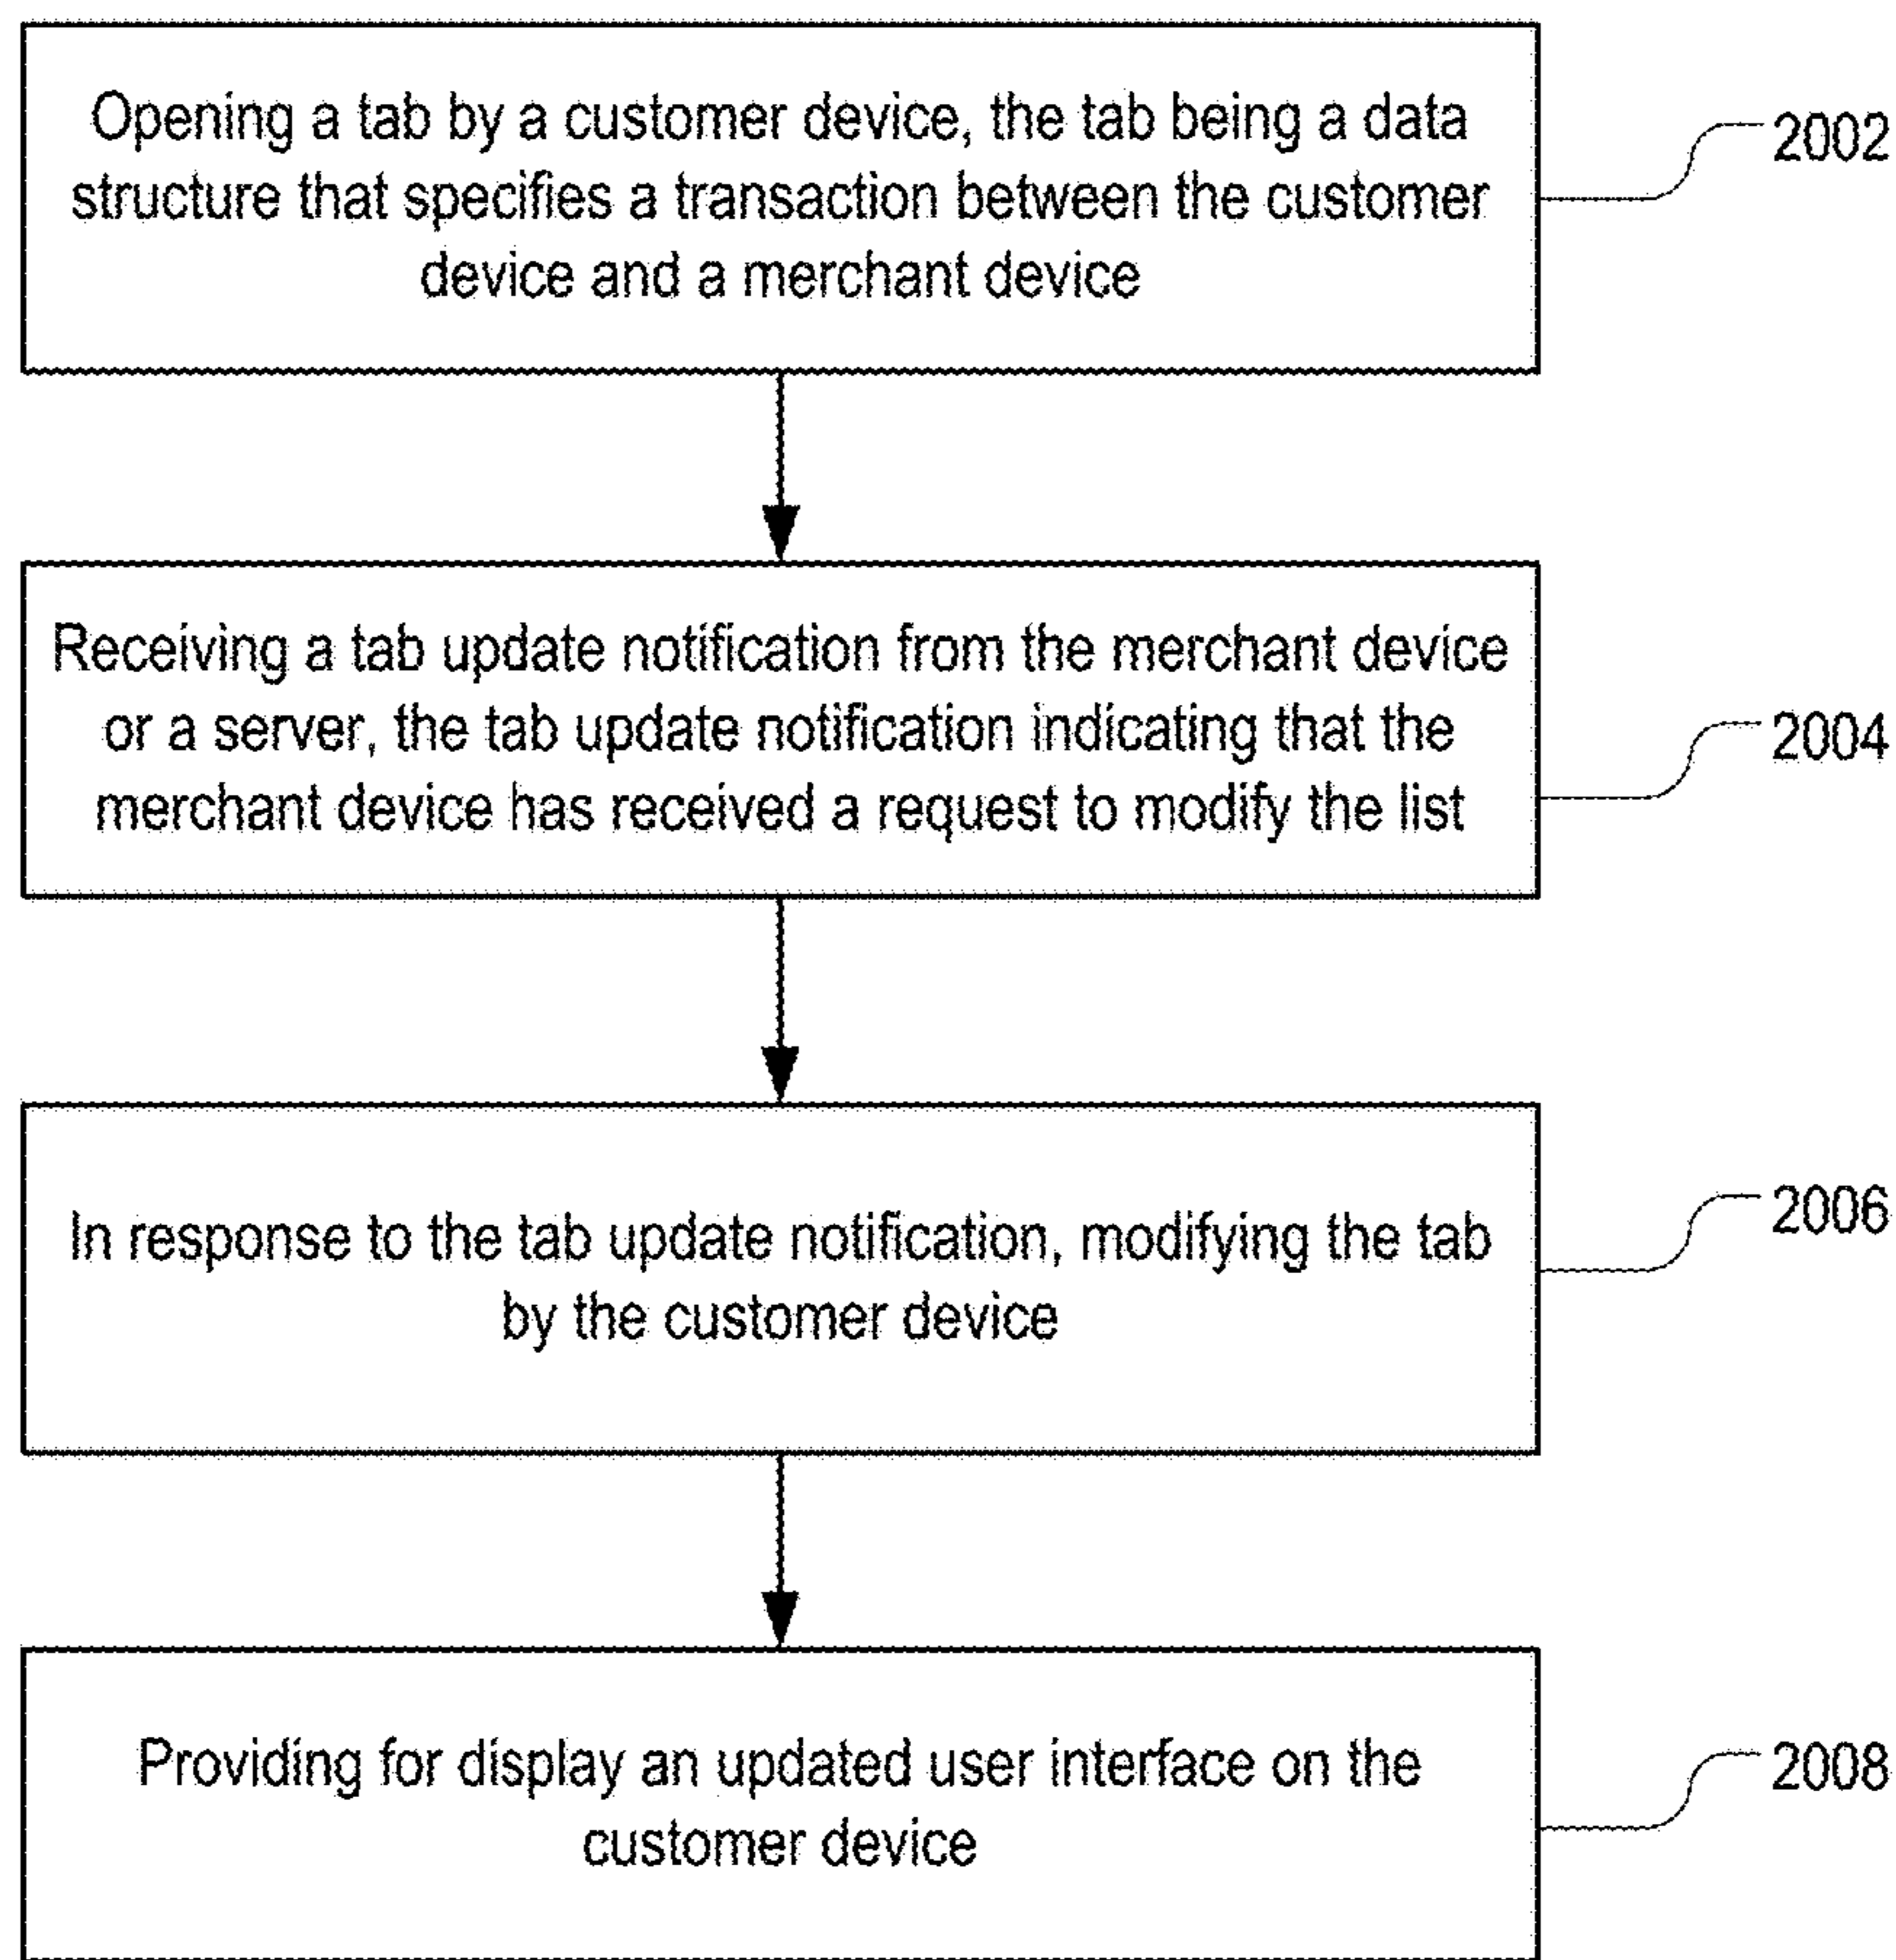 Opening a tab by a customer device, the tab being a data
structure that specifies a transaction between the customer
device and a merchant device
2002
Receiving a tab update notification from the merchant device
or a server, the tab update notification indicating that the
merchant device has received a request to modify the list
2004
In response to the tab update notification, modifying the tab
by the customer device
2006
Providing for display an updated user interface on the
customer device
2008